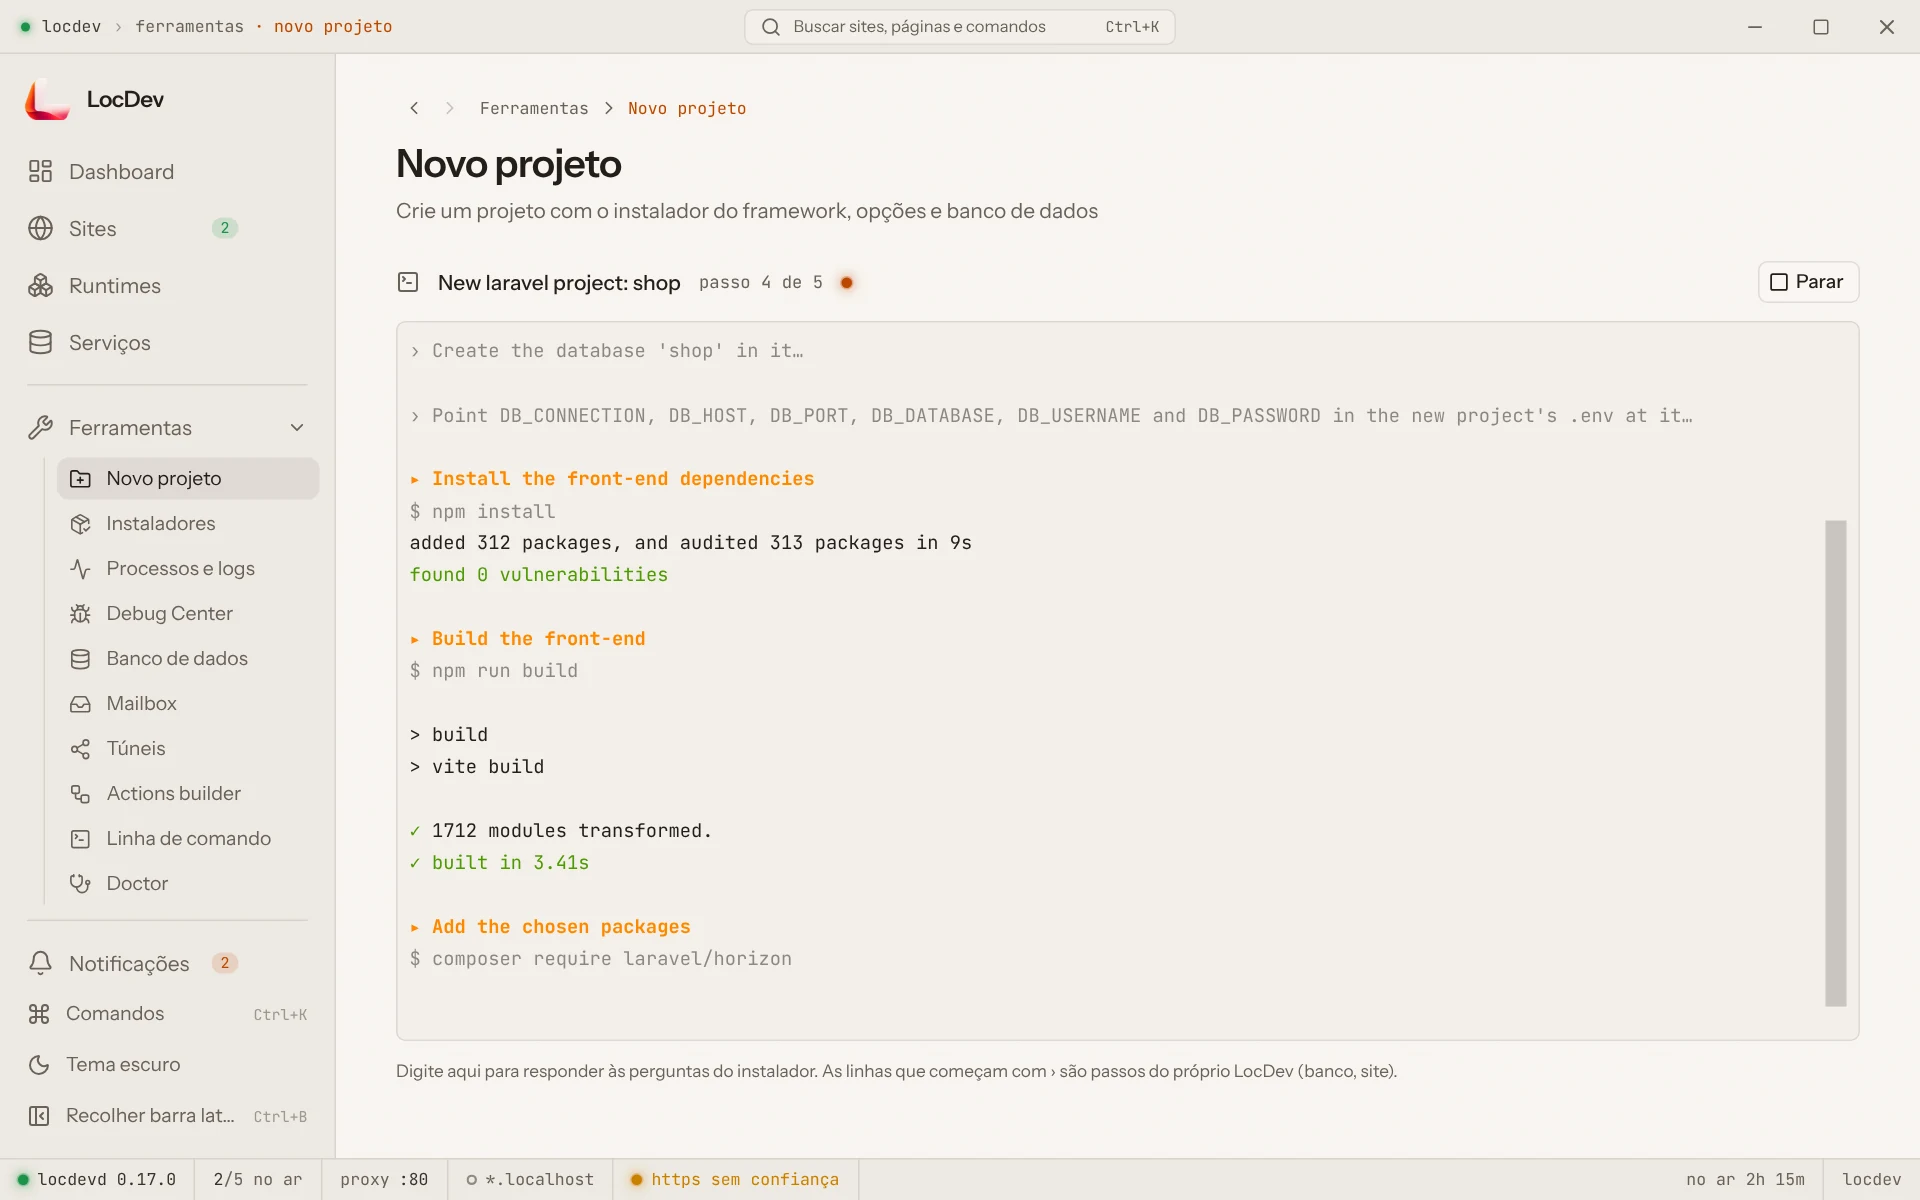 locdev › ferramentas · novo projeto
Buscar sites, páginas e comandos Ctrl+K
LocDev
Dashboard
Sites 2
Runtimes
Serviços
Ferramentas
Novo projeto
Instaladores
Processos e logs
Debug Center
Banco de dados
Mailbox
Túneis
Actions builder
Linha de comando
Doctor
Notificações 2
Comandos Ctrl+K
Tema escuro
Recolher barra lat… Ctrl+B
Ferramentas > Novo projeto
Novo projeto
Crie um projeto com o instalador do framework, opções e banco de dados
New laravel project: shop passo 4 de 5
Parar
› Create the database 'shop' in it…
› Point DB_CONNECTION, DB_HOST, DB_PORT, DB_DATABASE, DB_USERNAME and DB_PASSWORD in the new project's .env at it…
▸ Install the front-end dependencies
$ npm install
added 312 packages, and audited 313 packages in 9s
found 0 vulnerabilities
▸ Build the front-end
$ npm run build
> build
> vite build
✓ 1712 modules transformed.
✓ built in 3.41s
▸ Add the chosen packages
$ composer require laravel/horizon
Digite aqui para responder às perguntas do instalador. As linhas que começam com › são passos do próprio LocDev (banco, site).
locdevd 0.17.0 2/5 no ar proxy :80 *.localhost https sem confiança no ar 2h 15m locdev